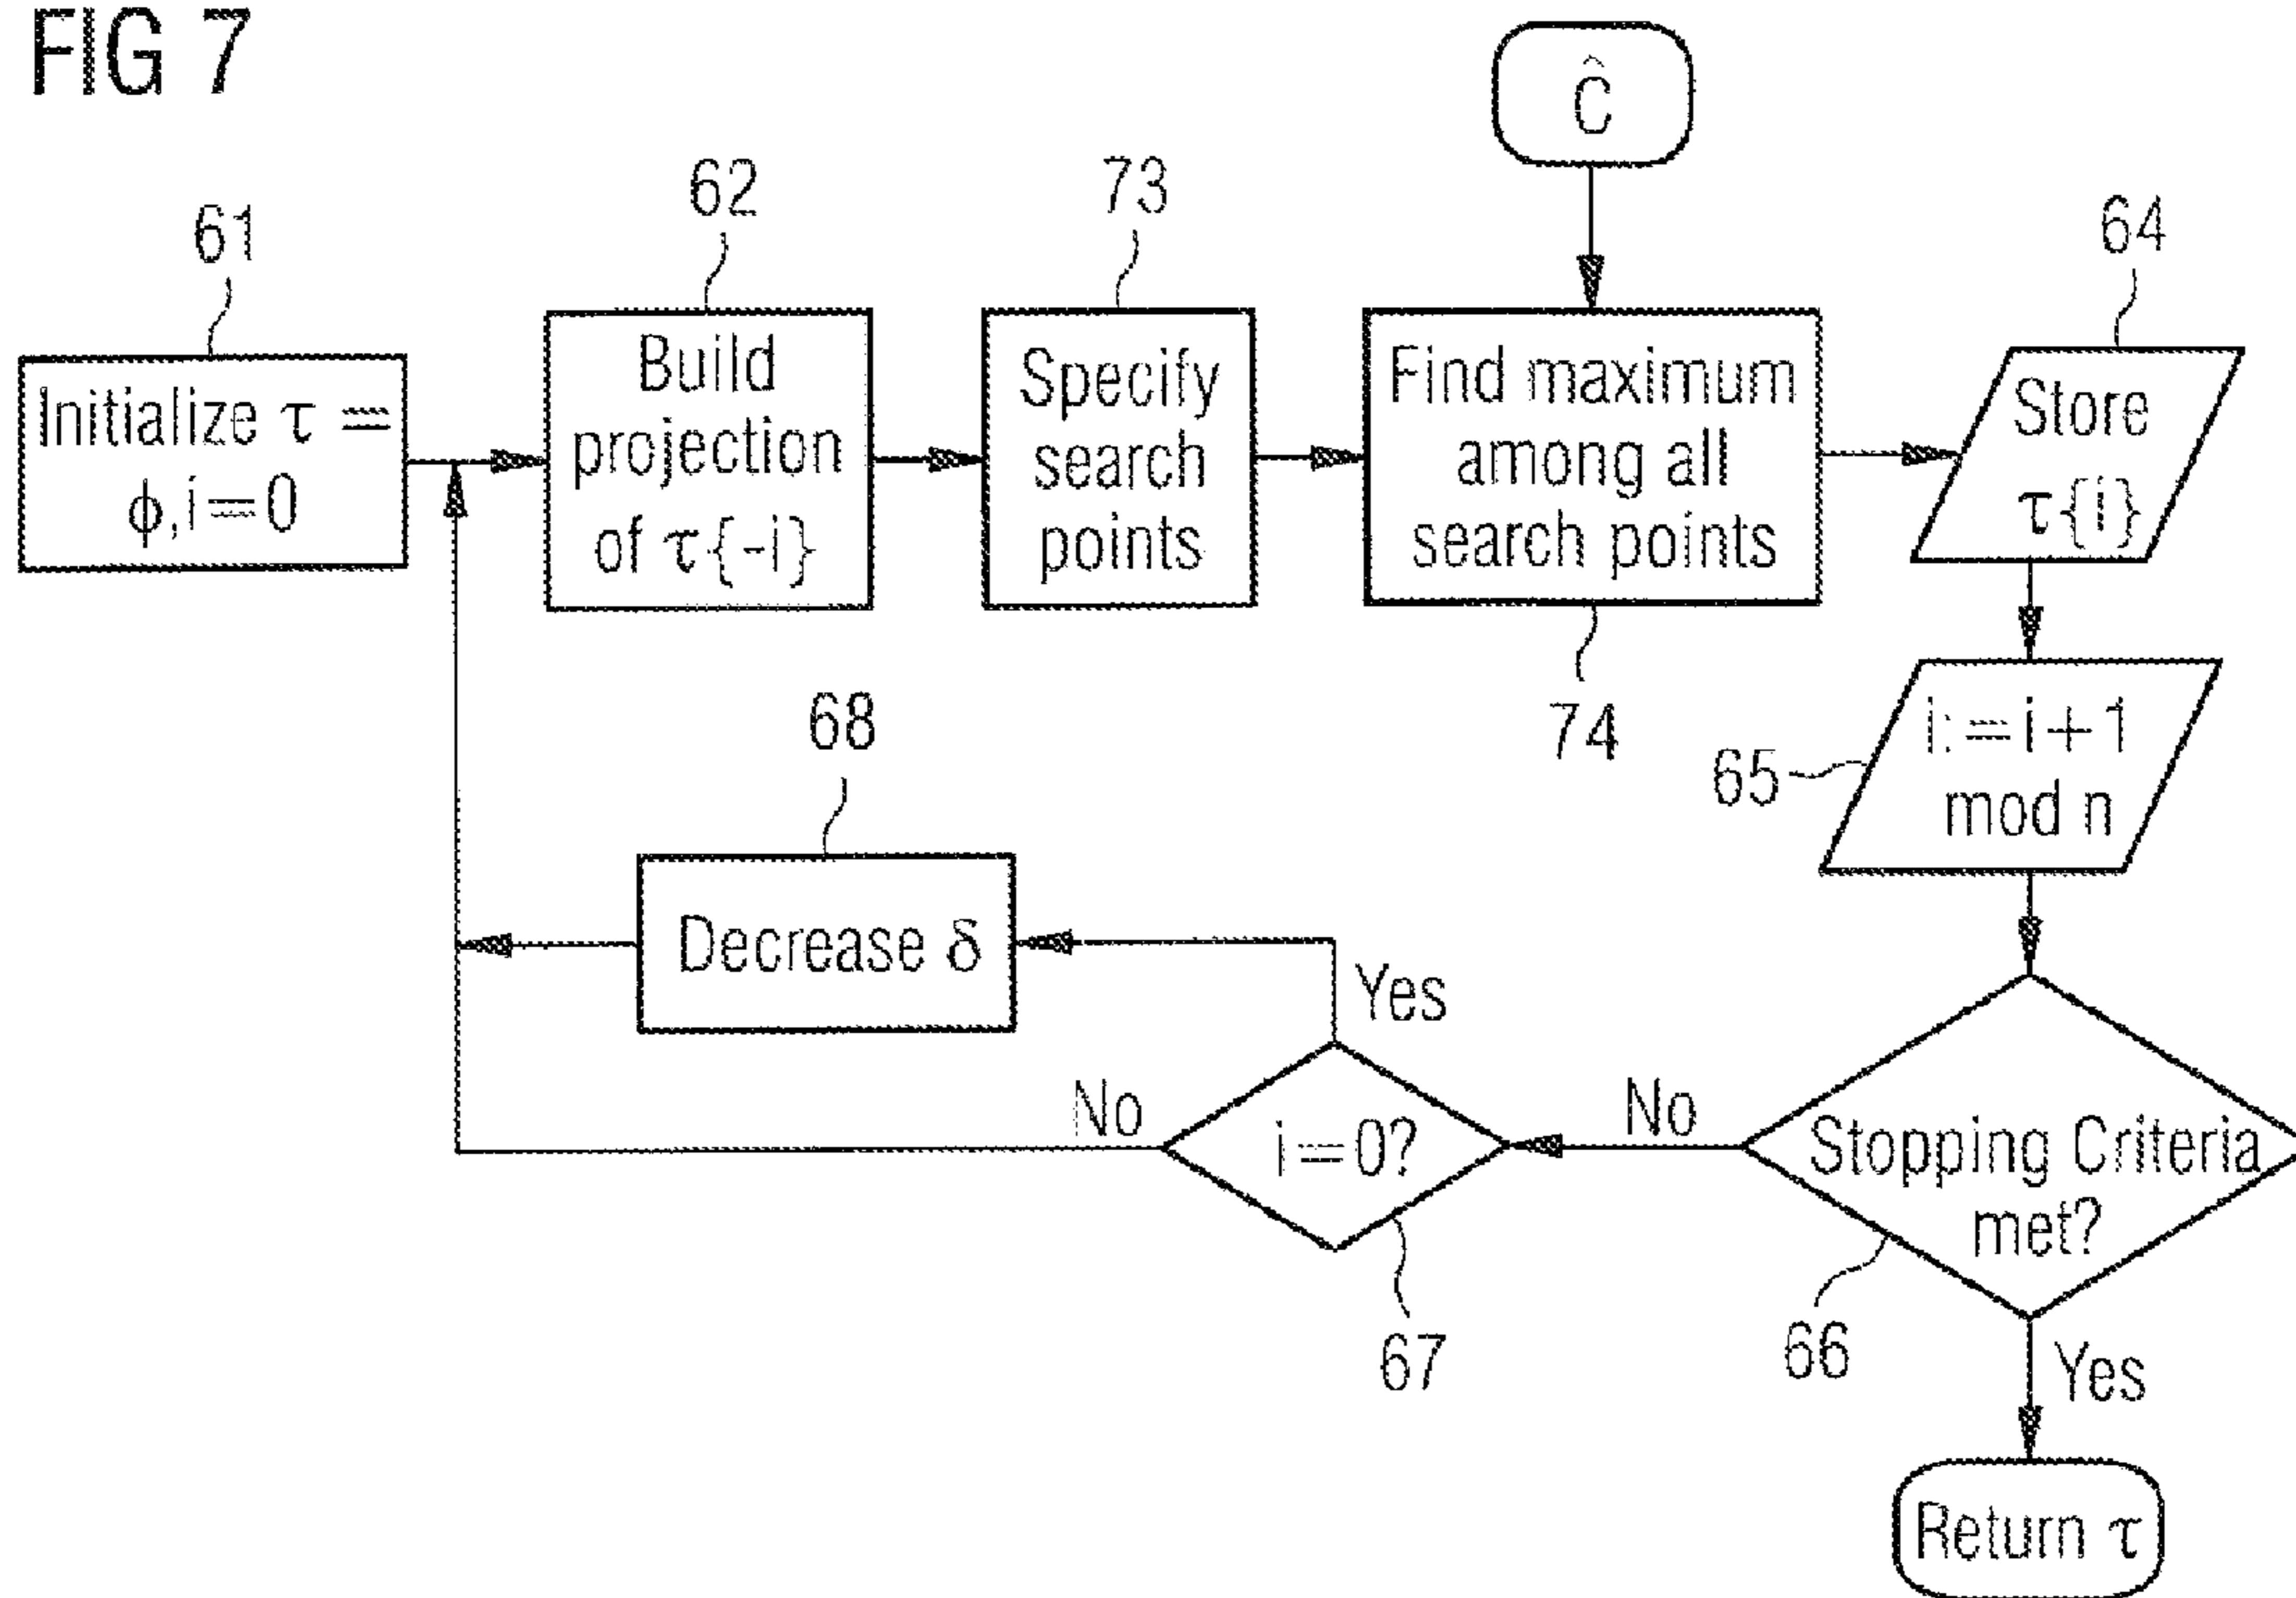 FIG 7
Ĉ
61
Initialize τ =
ϕ, i=0
62
Build
projection
of τ{-i}
73
Specify
search
points
Find maximum
among all
search points
74
64
Store
τ{i}
65
i:=i+1
mod n
68
Decrease δ
Yes
No
i=0?
67
No
Stopping Criteria
met?
66
Yes
Return τ